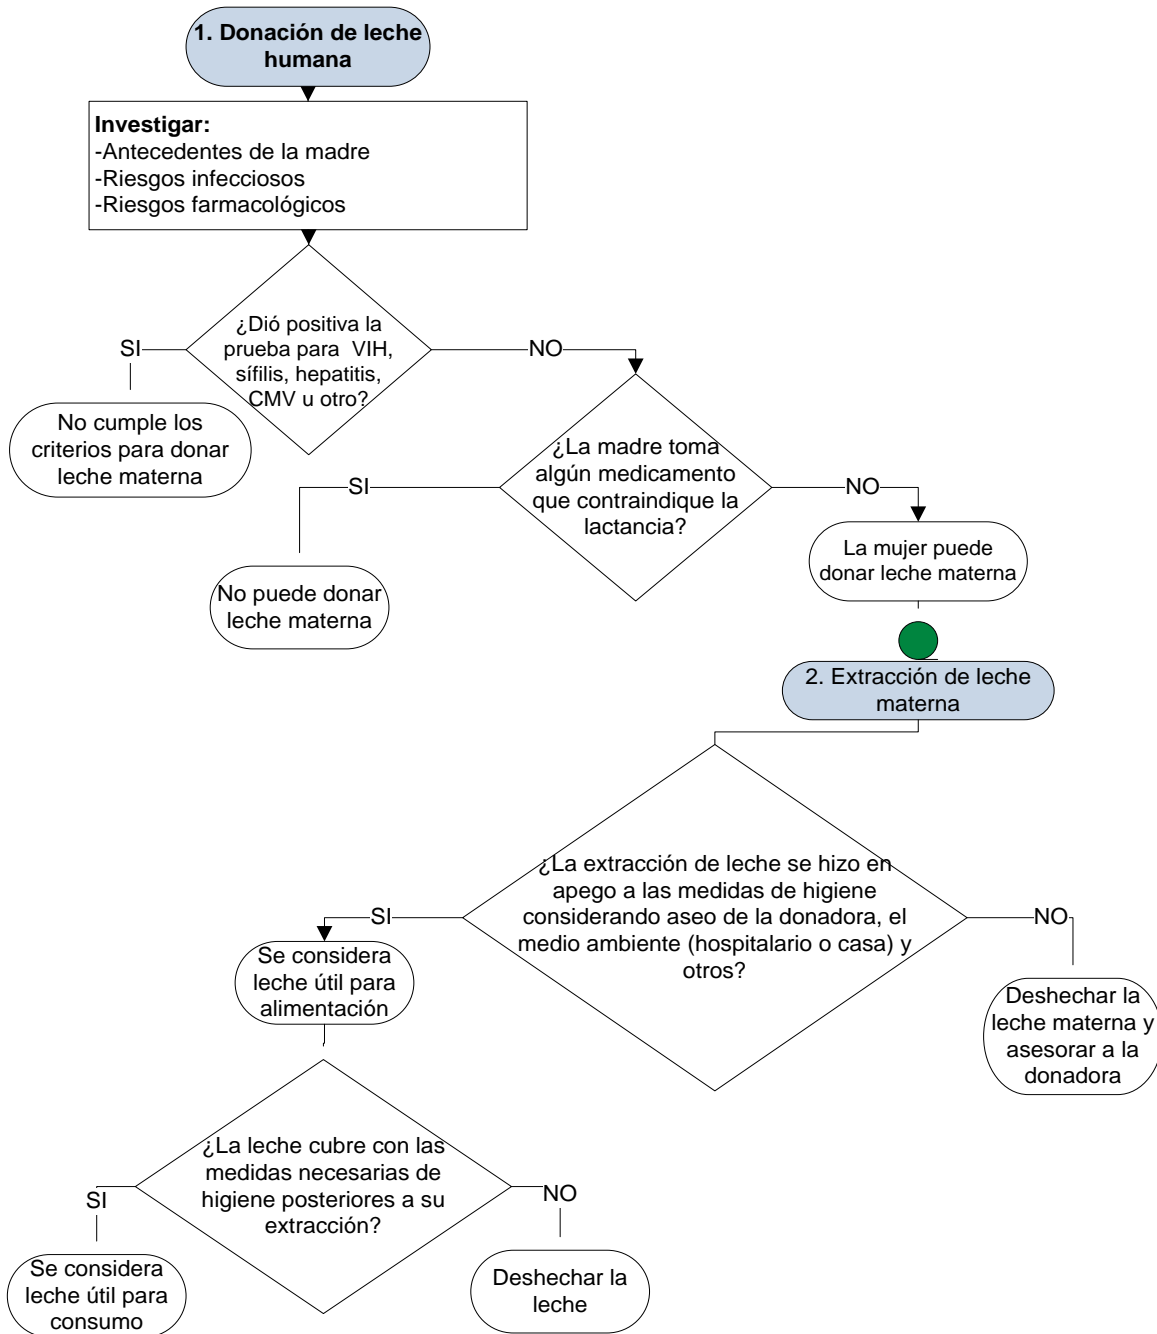 1. Donación de leche
humana
Investigar:
-Antecedentes de la madre
-Riesgos infecciosos
-Riesgos farmacológicos
¿Dió positiva la
prueba para  VIH,
sífilis, hepatitis,
CMV u otro?
SI
NO
No cumple los
criterios para donar
leche materna
¿La madre toma
algún medicamento
que contraindique la
lactancia?
SI
NO
No puede donar
leche materna
La mujer puede
donar leche materna
2. Extracción de leche
materna
¿La extracción de leche se hizo en
apego a las medidas de higiene
considerando aseo de la donadora, el
medio ambiente (hospitalario o casa) y
otros?
SI
NO
Se considera
leche útil para
alimentación
Deshechar la
leche materna y
asesorar a la
donadora
¿La leche cubre con las
medidas necesarias de
higiene posteriores a su
extracción?
SI
NO
Se considera
leche útil para
consumo
Deshechar la
leche